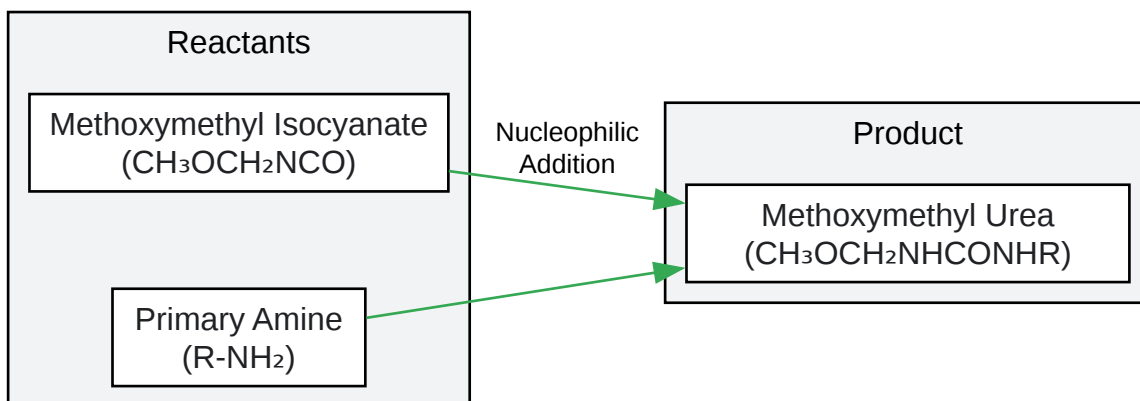 Reactants
Methoxymethyl Isocyanate
(CH₃OCH₂NCO)
Primary Amine
(R-NH₂)
Nucleophilic
Addition
Product
Methoxymethyl Urea
(CH₃OCH₂NHCONHR)